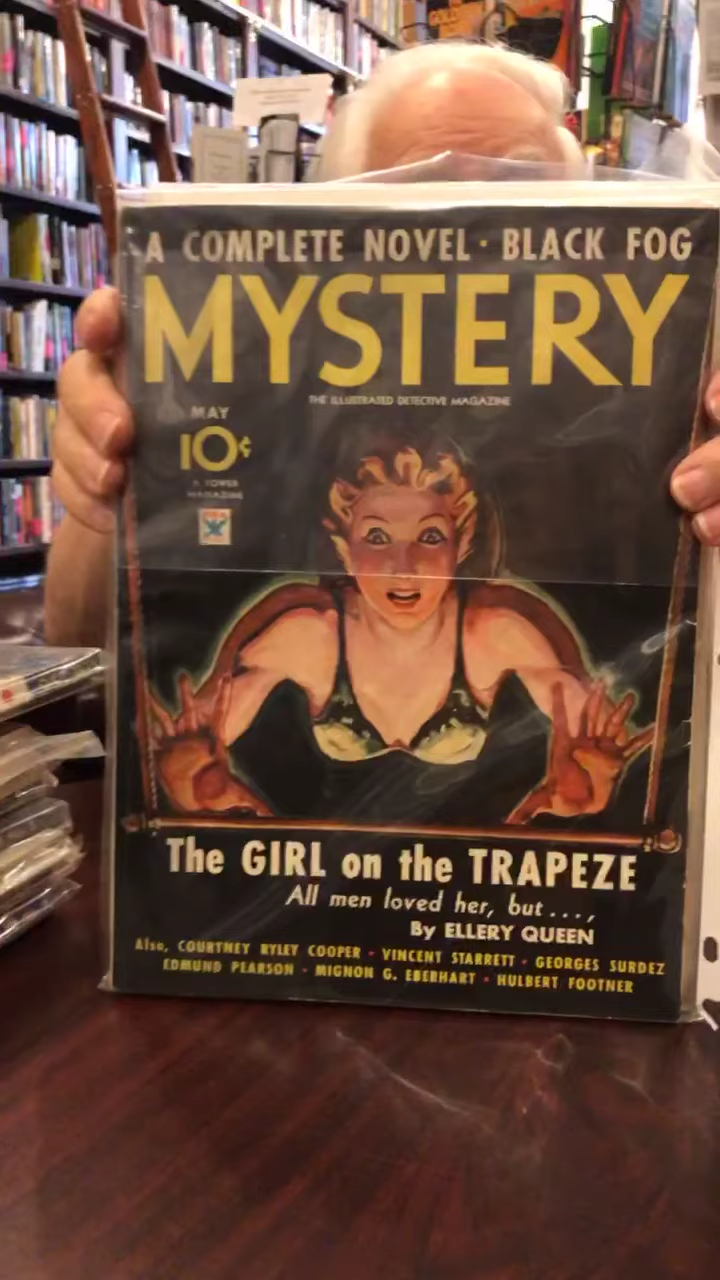 A COMPLETE NOVEL · BLACK FOG
MYSTERY
THE ILLUSTRATED DETECTIVE MAGAZINE
MAY
10¢
A TOWER
MAGAZINE
The GIRL on the TRAPEZE
All men loved her, but....,
By ELLERY QUEEN
Also, COURTNEY RYLEY COOPER · VINCENT STARRETT · GEORGES SURDEZ
EDMUND PEARSON · MIGNON G. EBERHART · HULBERT FOOTNER